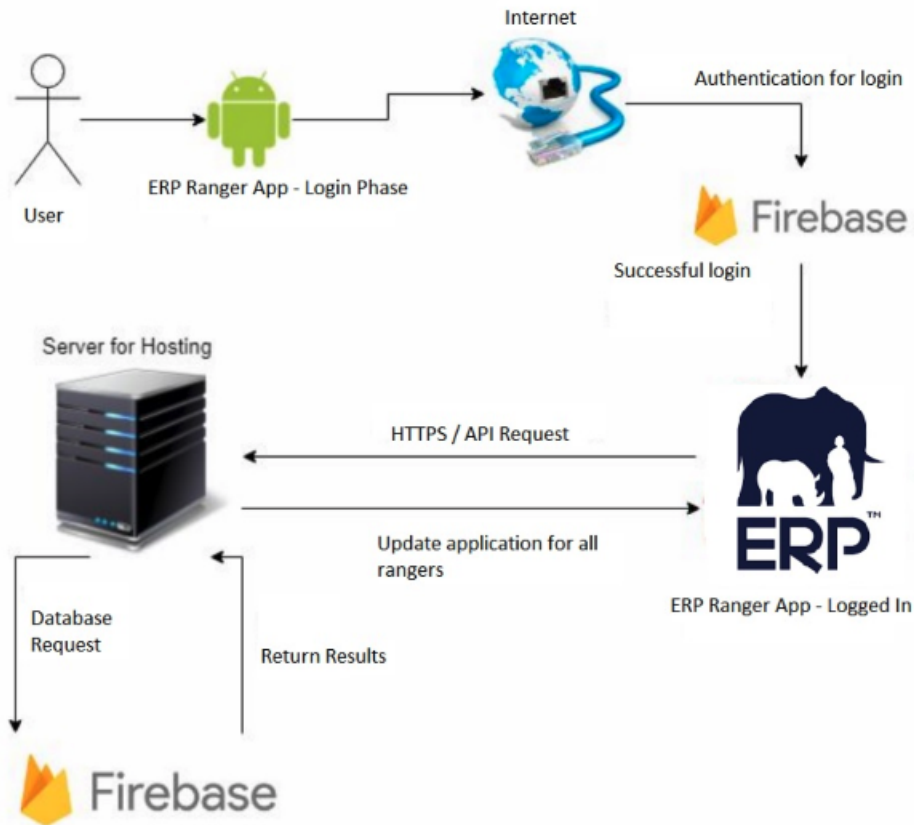 Internet
Authentication for login
ERP Ranger App - Login Phase
User
Firebase
Successful login
Server for Hosting
HTTPS / API Request
ERP™
Update application for all
rangers
ERP Ranger App - Logged In
Database
Request
Return Results
Firebase